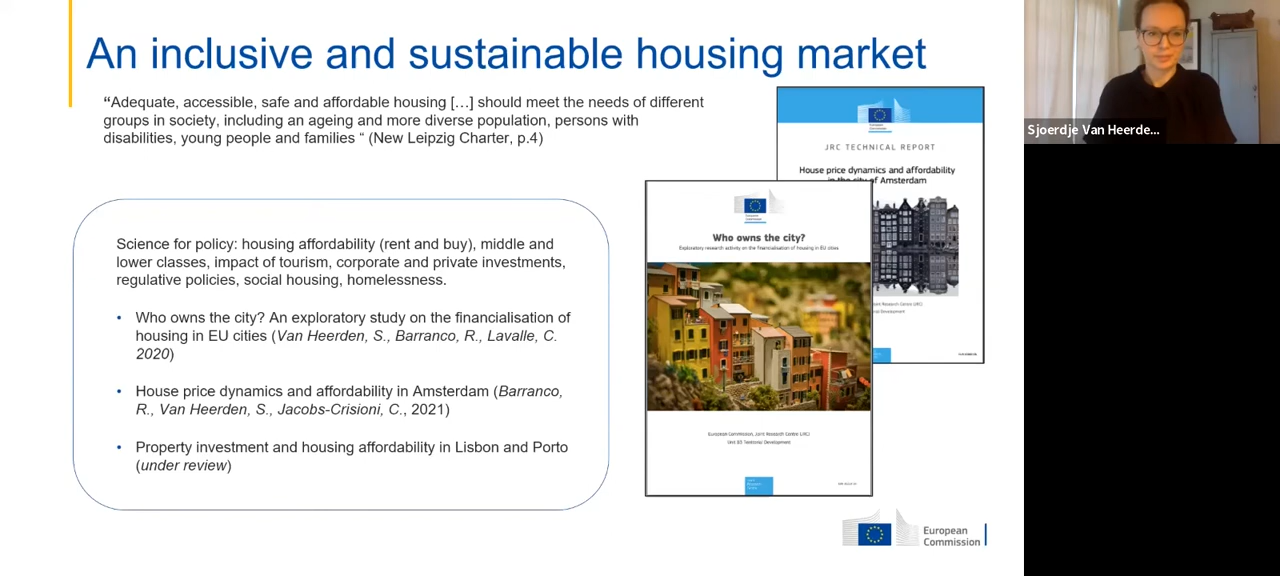 An inclusive and sustainable housing market
“Adequate, accessible, safe and affordable housing […] should meet the needs of different
groups in society, including an ageing and more diverse population, persons with
disabilities, young people and families “ (New Leipzig Charter, p.4)
Science for policy: housing affordability (rent and buy), middle and
lower classes, impact of tourism, corporate and private investments,
regulative policies, social housing, homelessness.
• Who owns the city? An exploratory study on the financialisation of
housing in EU cities (Van Heerden, S., Barranco, R., Lavalle, C.
2020)
• House price dynamics and affordability in Amsterdam (Barranco,
R., Van Heerden, S., Jacobs-Crisioni, C., 2021)
• Property investment and housing affordability in Lisbon and Porto
(under review)
European
Commission
JRC TECHNICAL REPORT
House price dynamics and affordability
in the city of Amsterdam
European
Commission
Who owns the city?
Exploratory research activity on the financialisation of housing in EU cities
European Commission, Joint Research Centre (JRC)
Territorial Development
European
Commission
Sjoerdje Van Heerde...